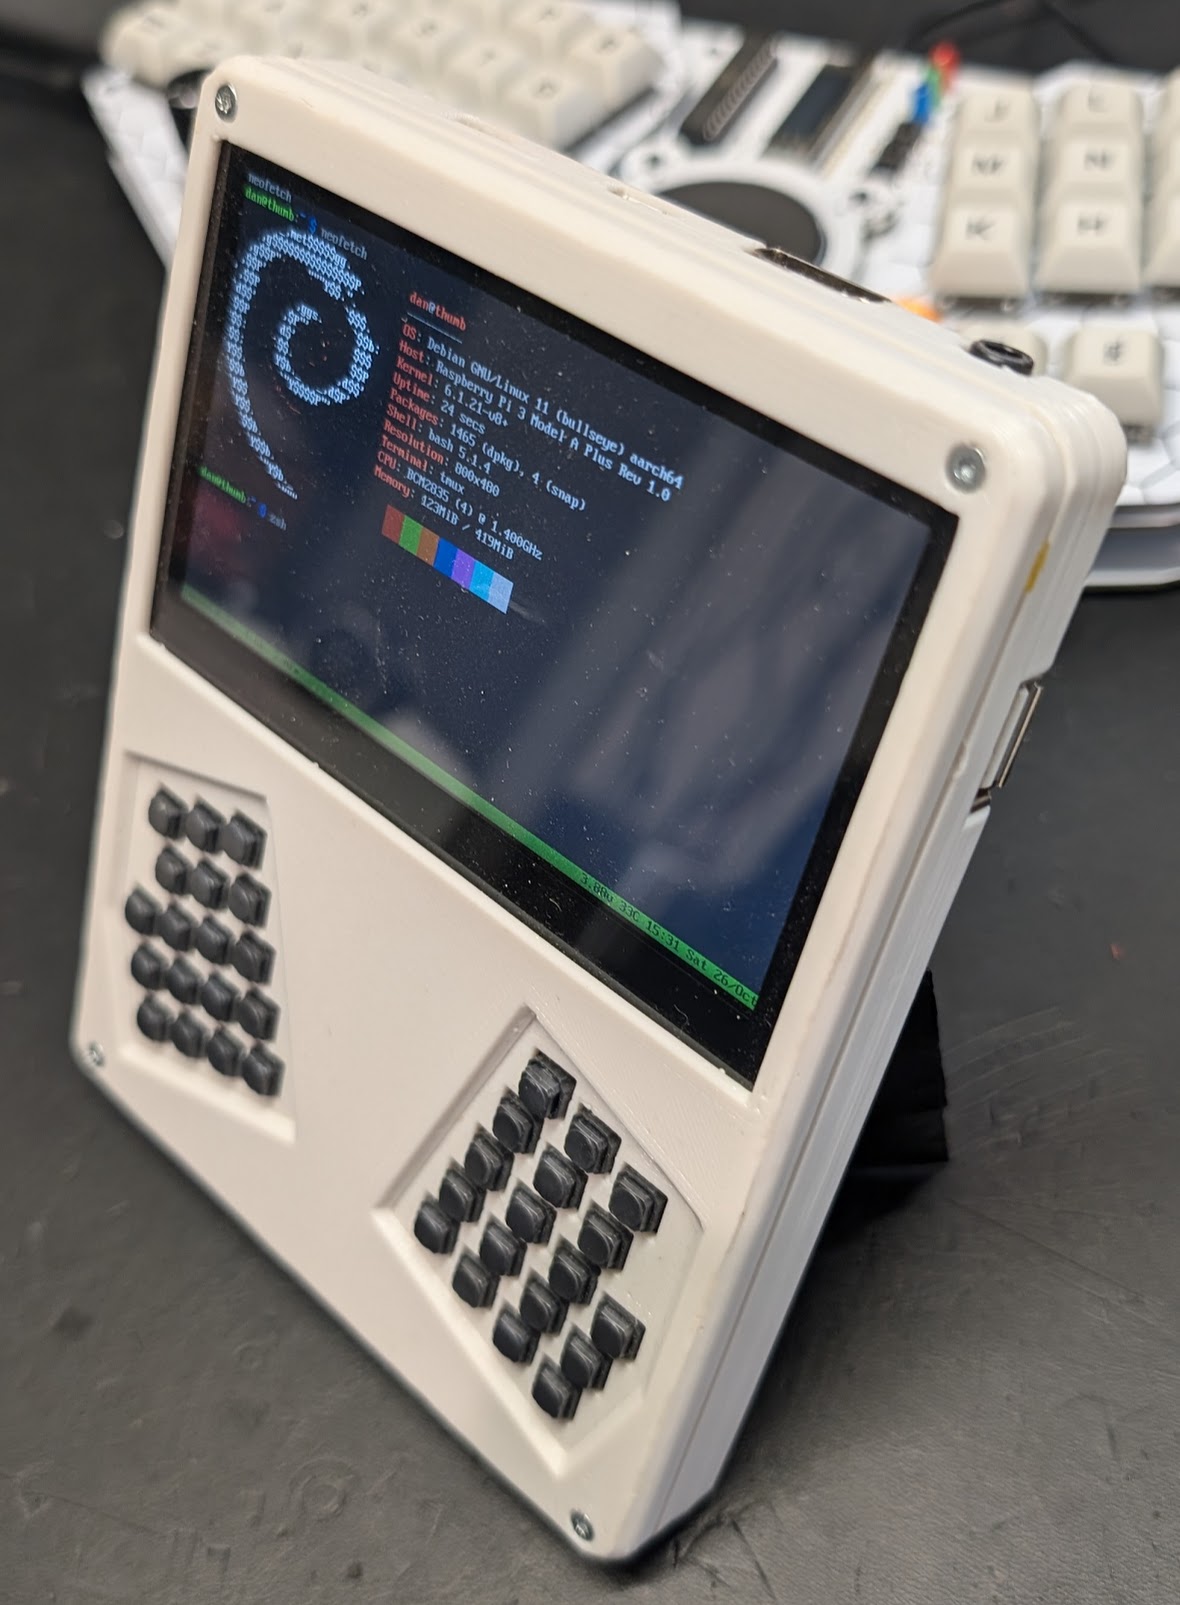 neofetch
dan@thumb:~ $ neofetch
dan@thumb
OS: Debian GNU/Linux 11 (bullseye) aarch64
Host: Raspberry Pi 3 Model A Plus Rev 1.0
Kernel: 6.1.21-v8+
Uptime: 24 secs
Packages: 1465 (dpkg), 4 (snap)
Shell: bash 5.1.4
Resolution: 800x480
Terminal: tmux
CPU: BCM2835 (4) @ 1.400GHz
Memory: 123MiB / 419MiB
dan@thumb:~ $ zsh
33C 15:31 Sat 26/Oct
J L
M N
K H